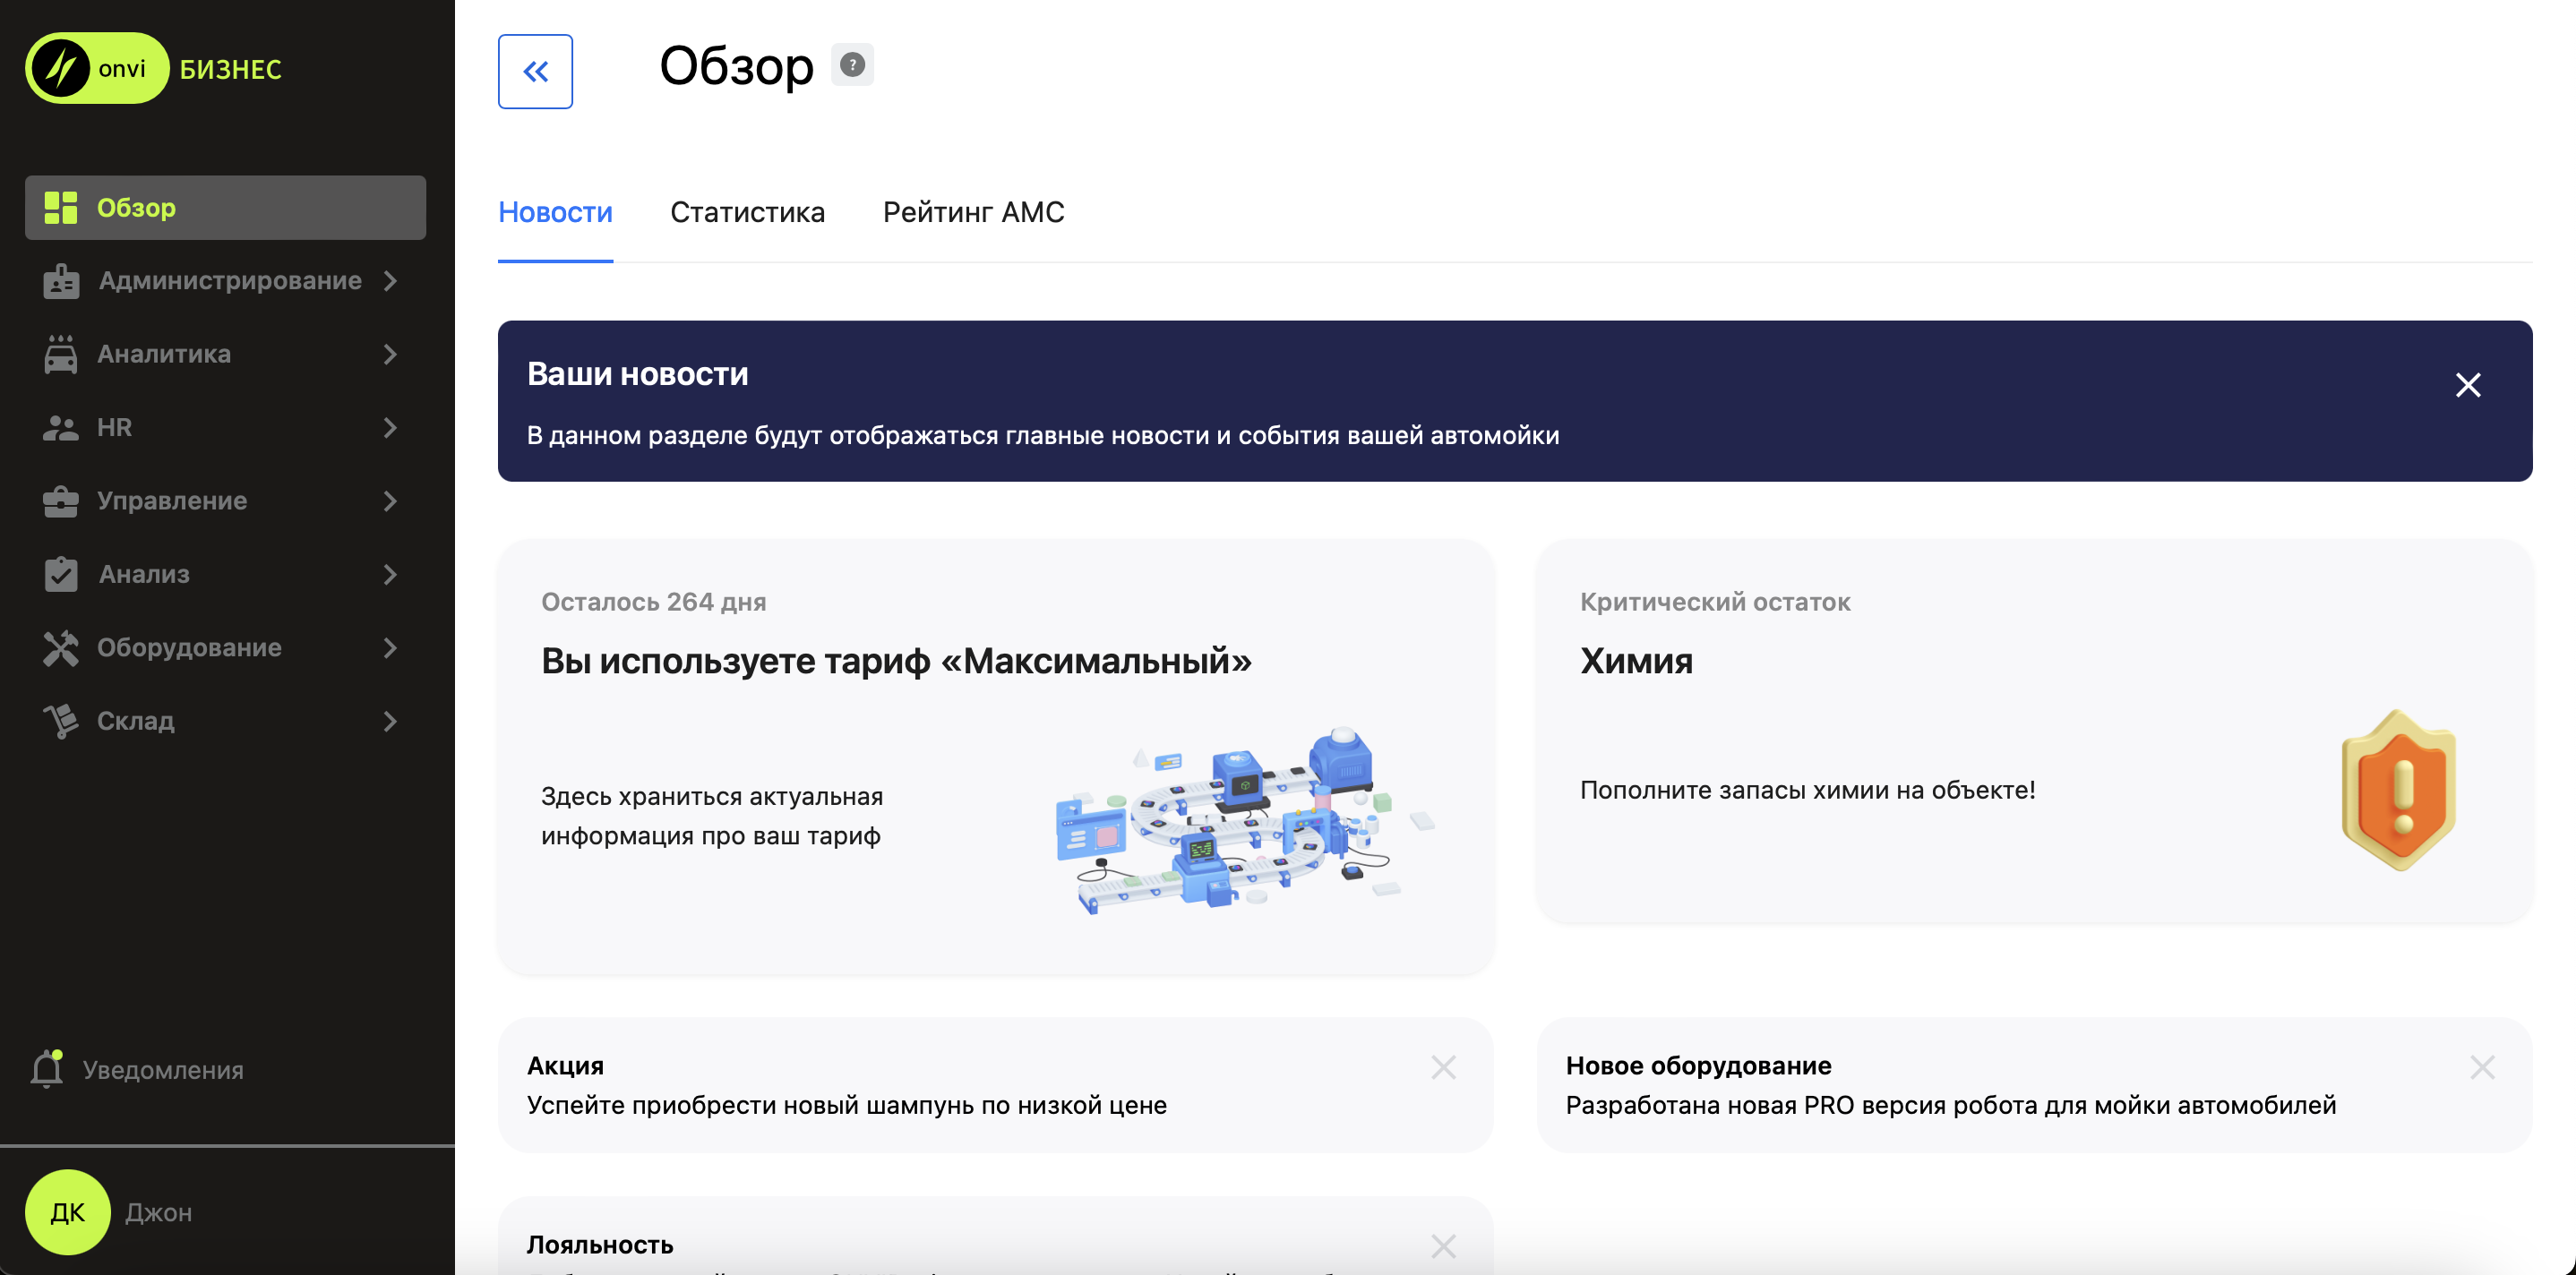 onvi БИЗНЕС
Обзор
Администрирование
Аналитика
HR
Управление
Анализ
Оборудование
Склад
Уведомления
ДК Джон
Обзор ?
Новости Статистика Рейтинг АМС
Ваши новости
В данном разделе будут отображаться главные новости и события вашей автомойки
Осталось 264 дня
Вы используете тариф «Максимальный»
Здесь храниться актуальная
информация про ваш тариф
Критический остаток
Химия
Пополните запасы химии на объекте!
Акция
Успейте приобрести новый шампунь по низкой цене
Новое оборудование
Разработана новая PRO версия робота для мойки автомобилей
Лояльность